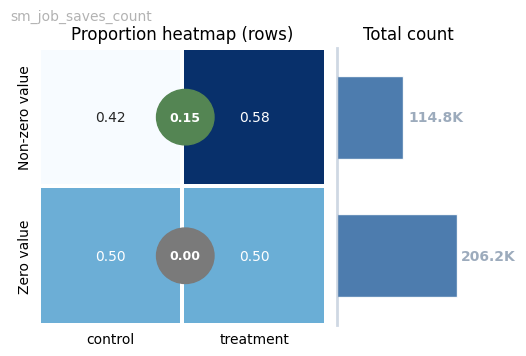 sm_job_saves_count
Proportion heatmap (rows)
Total count
Non-zero value
0.42
0.15
0.58
114.8K
Zero value
0.50
0.00
0.50
206.2K
control
treatment